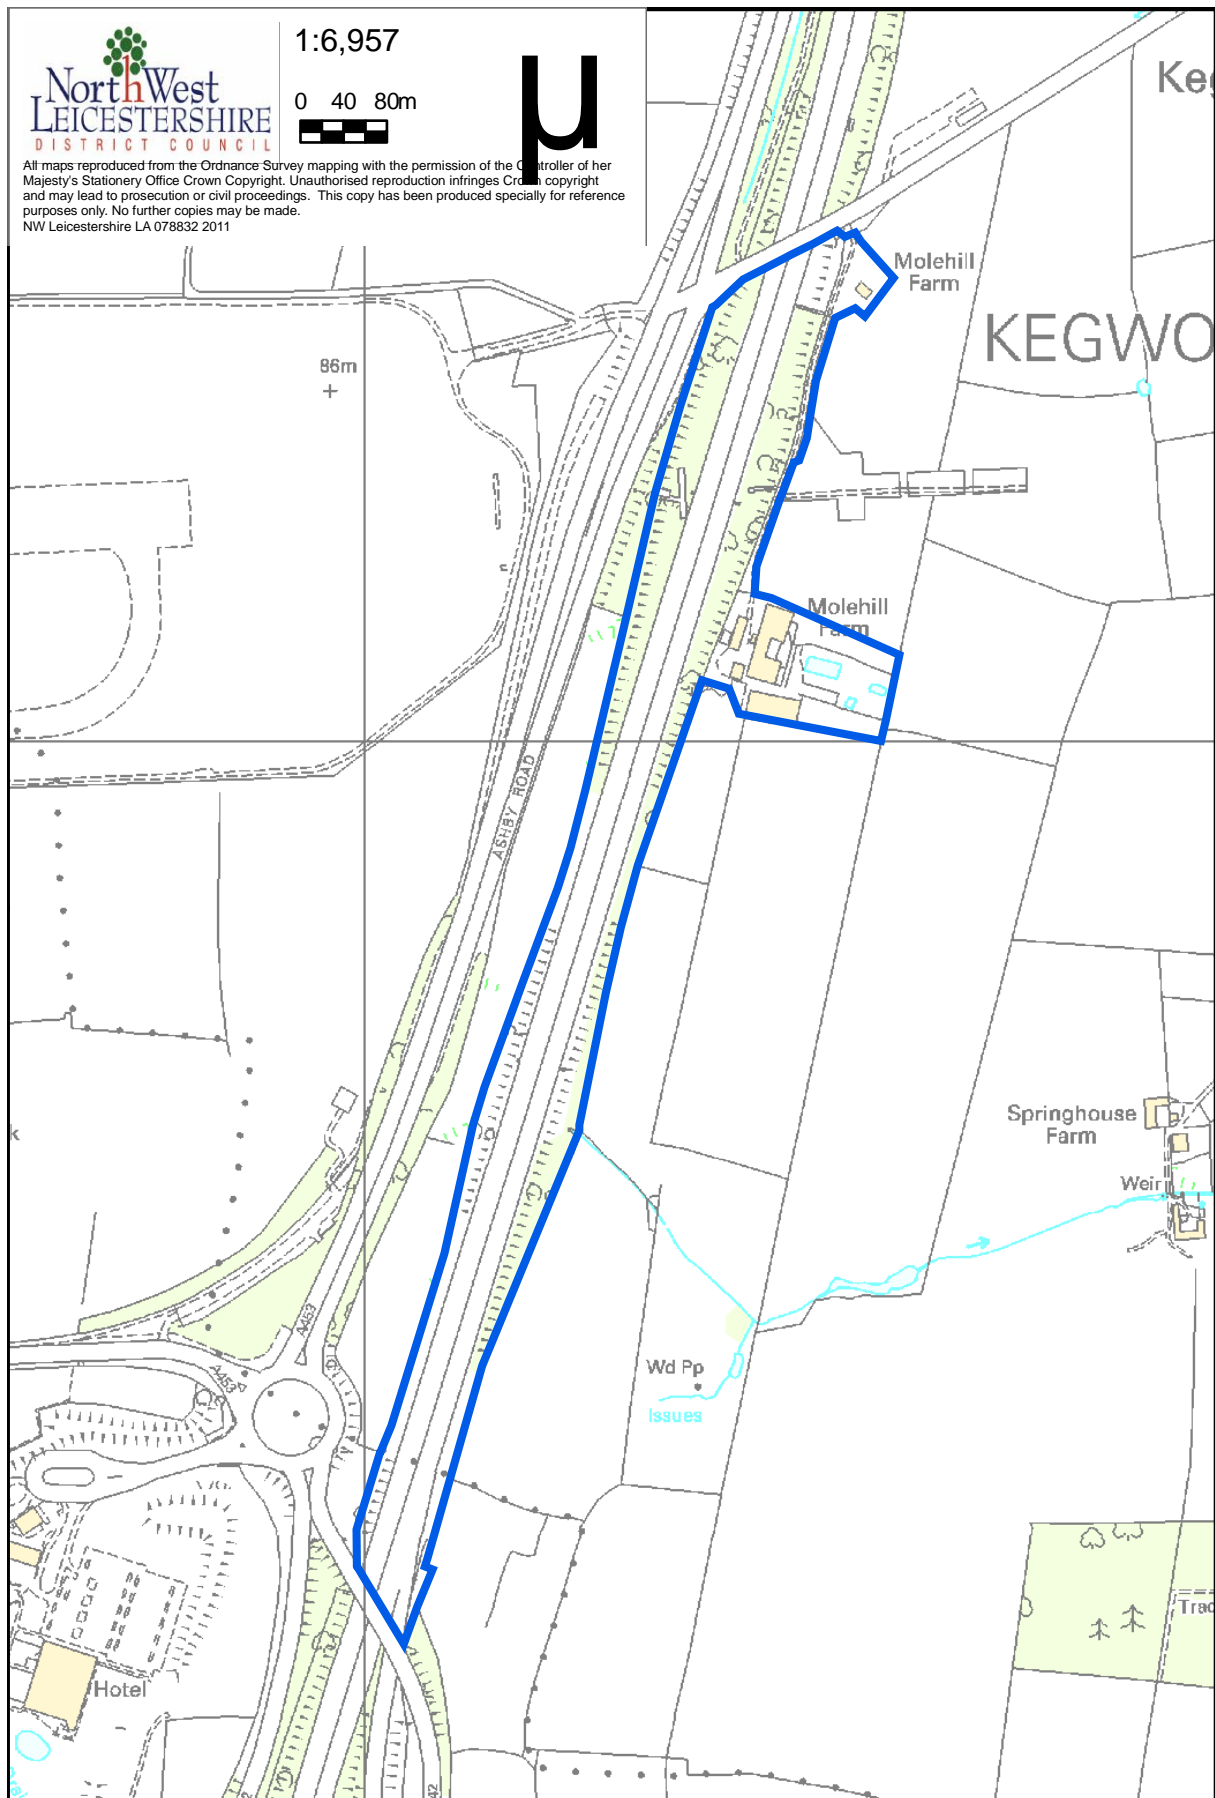 NorthWest
LEICESTERSHIRE
DISTRICT COUNCIL
1:6,957
0 40 80m
µ
All maps reproduced from the Ordnance Survey mapping with the permission of the Controller of her
Majesty's Stationery Office Crown Copyright. Unauthorised reproduction infringes Crown copyright
and may lead to prosecution or civil proceedings. This copy has been produced specially for reference
purposes only. No further copies may be made.
NW Leicestershire LA 078832 2011
Keg
Molehill
Farm
KEGWO
86m
Molehill
Farm
ASHBY ROAD
Springhouse
Farm
k
Weir
A453
A453
Wd Pp
Issues
Trac
Hotel
42